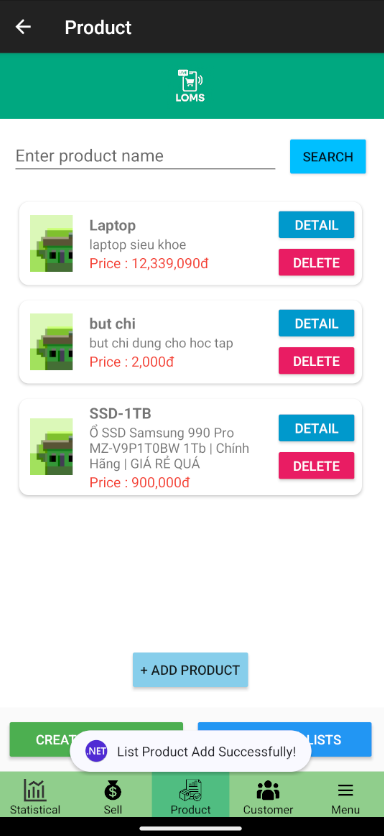 Product
LOMS
Enter product name
SEARCH
Laptop
laptop sieu khoe
Price : 12,339,090đ
DETAIL
DELETE
but chi
but chi dung cho hoc tap
Price : 2,000đ
DETAIL
DELETE
SSD-1TB
Ổ SSD Samsung 990 Pro
MZ-V9P1T0BW 1Tb | Chính
Hãng | GIÁ RẺ QUÁ
Price : 900,000đ
DETAIL
DELETE
+ ADD PRODUCT
.NET
List Product Add Successfully!
LISTS
Statistical
Sell
Product
Customer
Menu